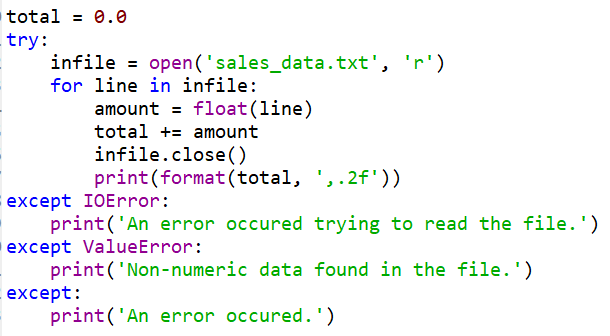 total = 0.0
try:
    infile = open('sales_data.txt', 'r')
    for line in infile:
        amount = float(line)
        total += amount
        infile.close()
        print(format(total, ',.2f'))
except IOError:
    print('An error occured trying to read the file.')
except ValueError:
    print('Non-numeric data found in the file.')
except:
    print('An error occured.')